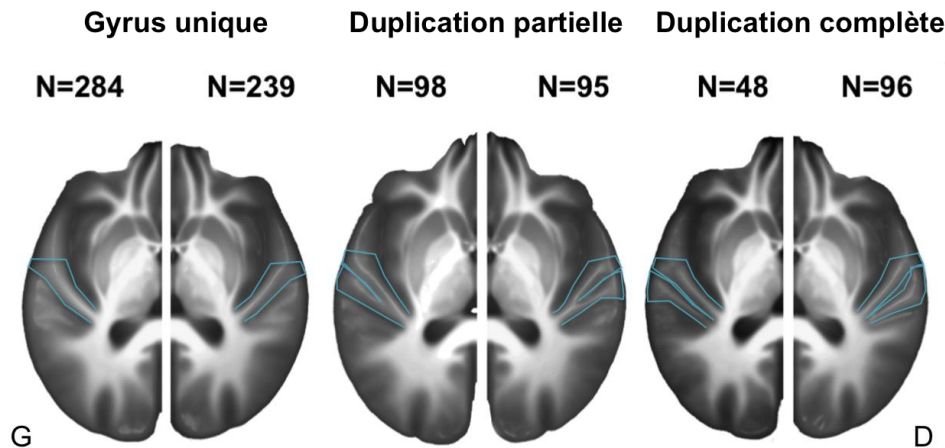 Gyrus unique Duplication partielle Duplication complète
N=284 N=239 N=98 N=95 N=48 N=96
G D